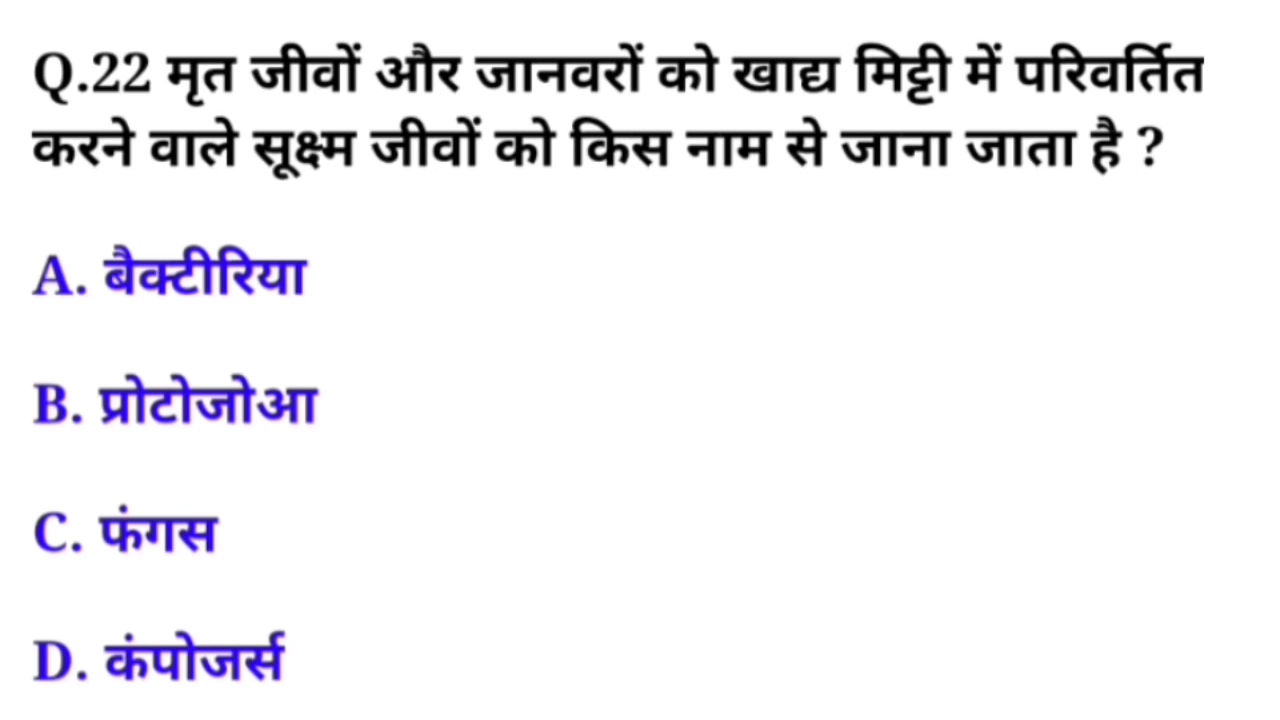 Q.22 मृत जीवों और जानवरों को खाद्य मिट्टी में परिवर्तित
करने वाले सूक्ष्म जीवों को किस नाम से जाना जाता है ?
A. बैक्टीरिया
B. प्रोटोजोआ
C. फंगस
D. कंपोजर्स